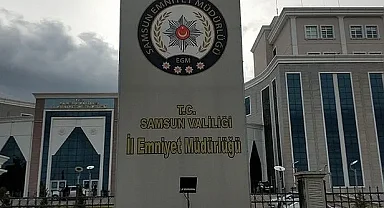 SAMSUN EMNİYET MÜDÜRLÜĞÜ
EGM
T.C.
SAMSUN VALİLİĞİ
İl Emniyet Müdürlüğü